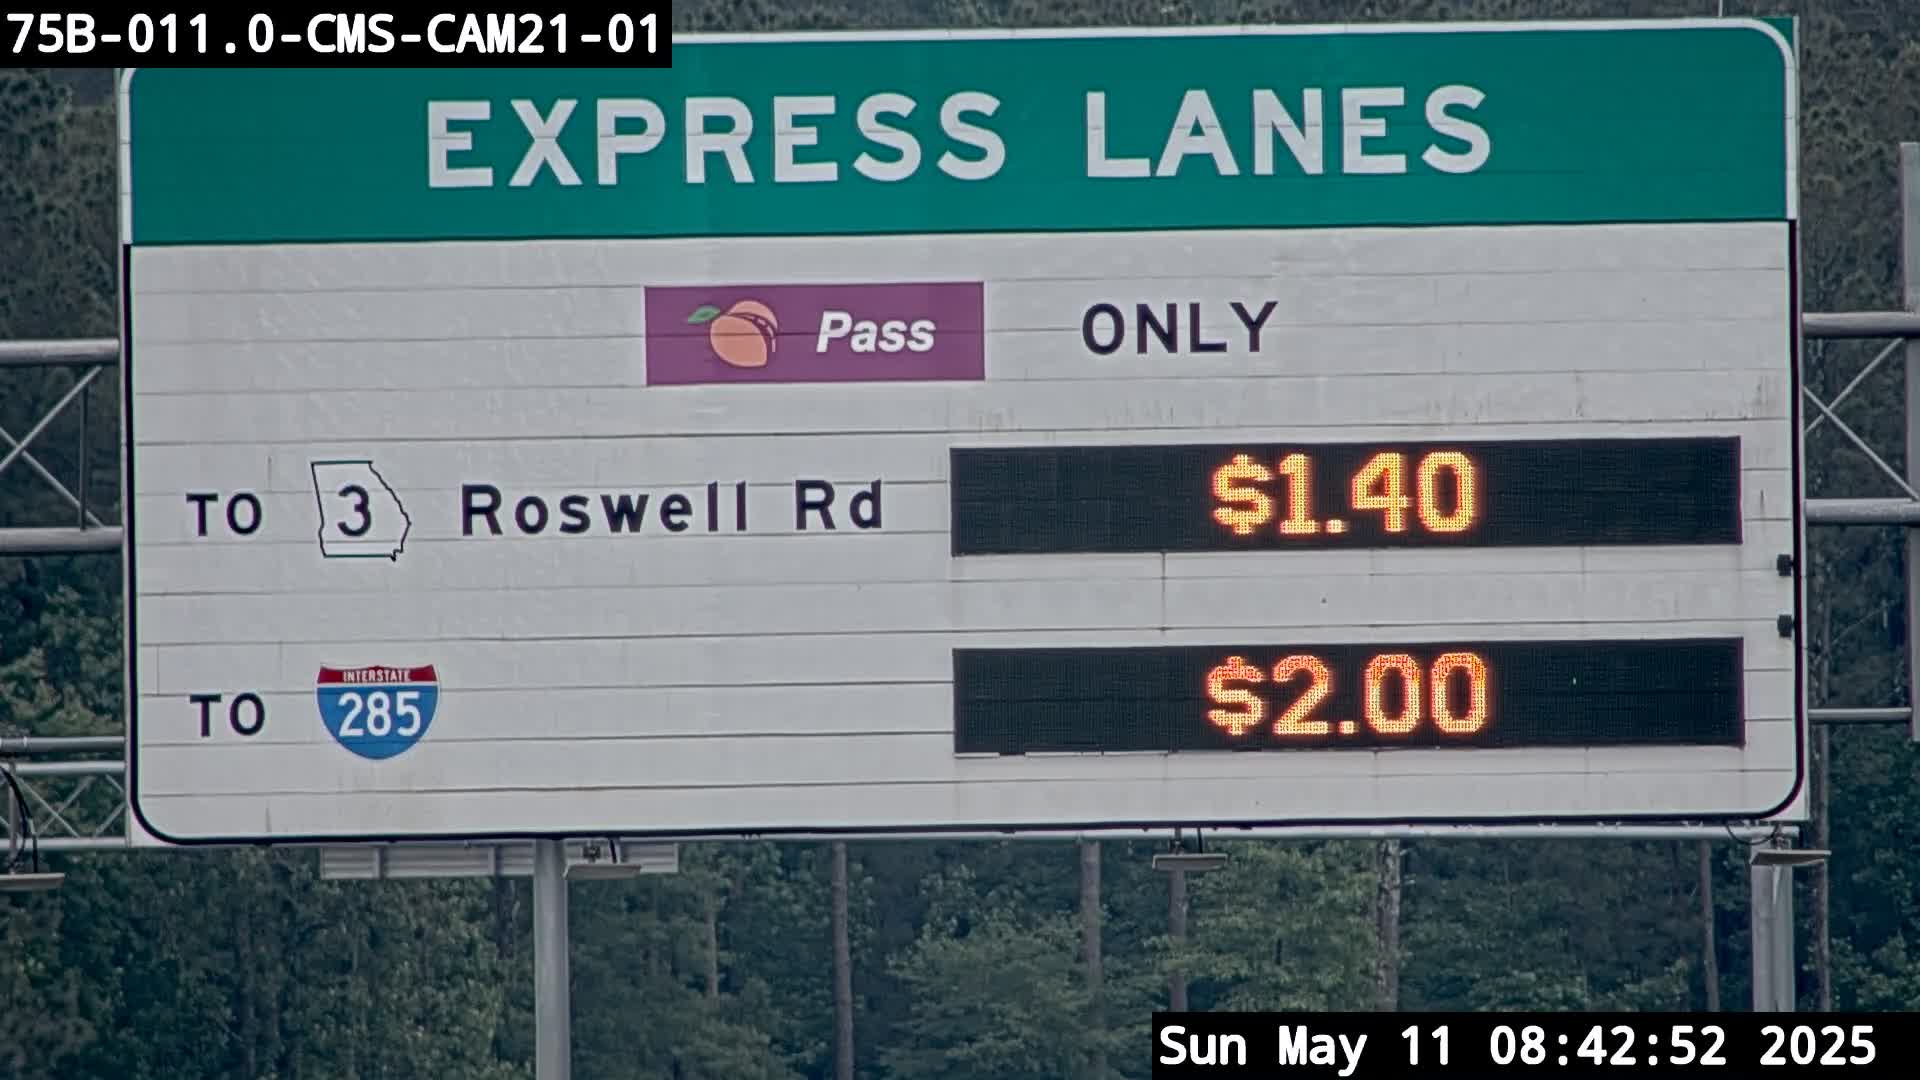 75B-011.0-CMS-CAM21-01
EXPRESS LANES
Pass ONLY
TO 3 Roswell Rd $1.40
TO INTERSTATE 285 $2.00
Sun May 11 08:42:52 2025